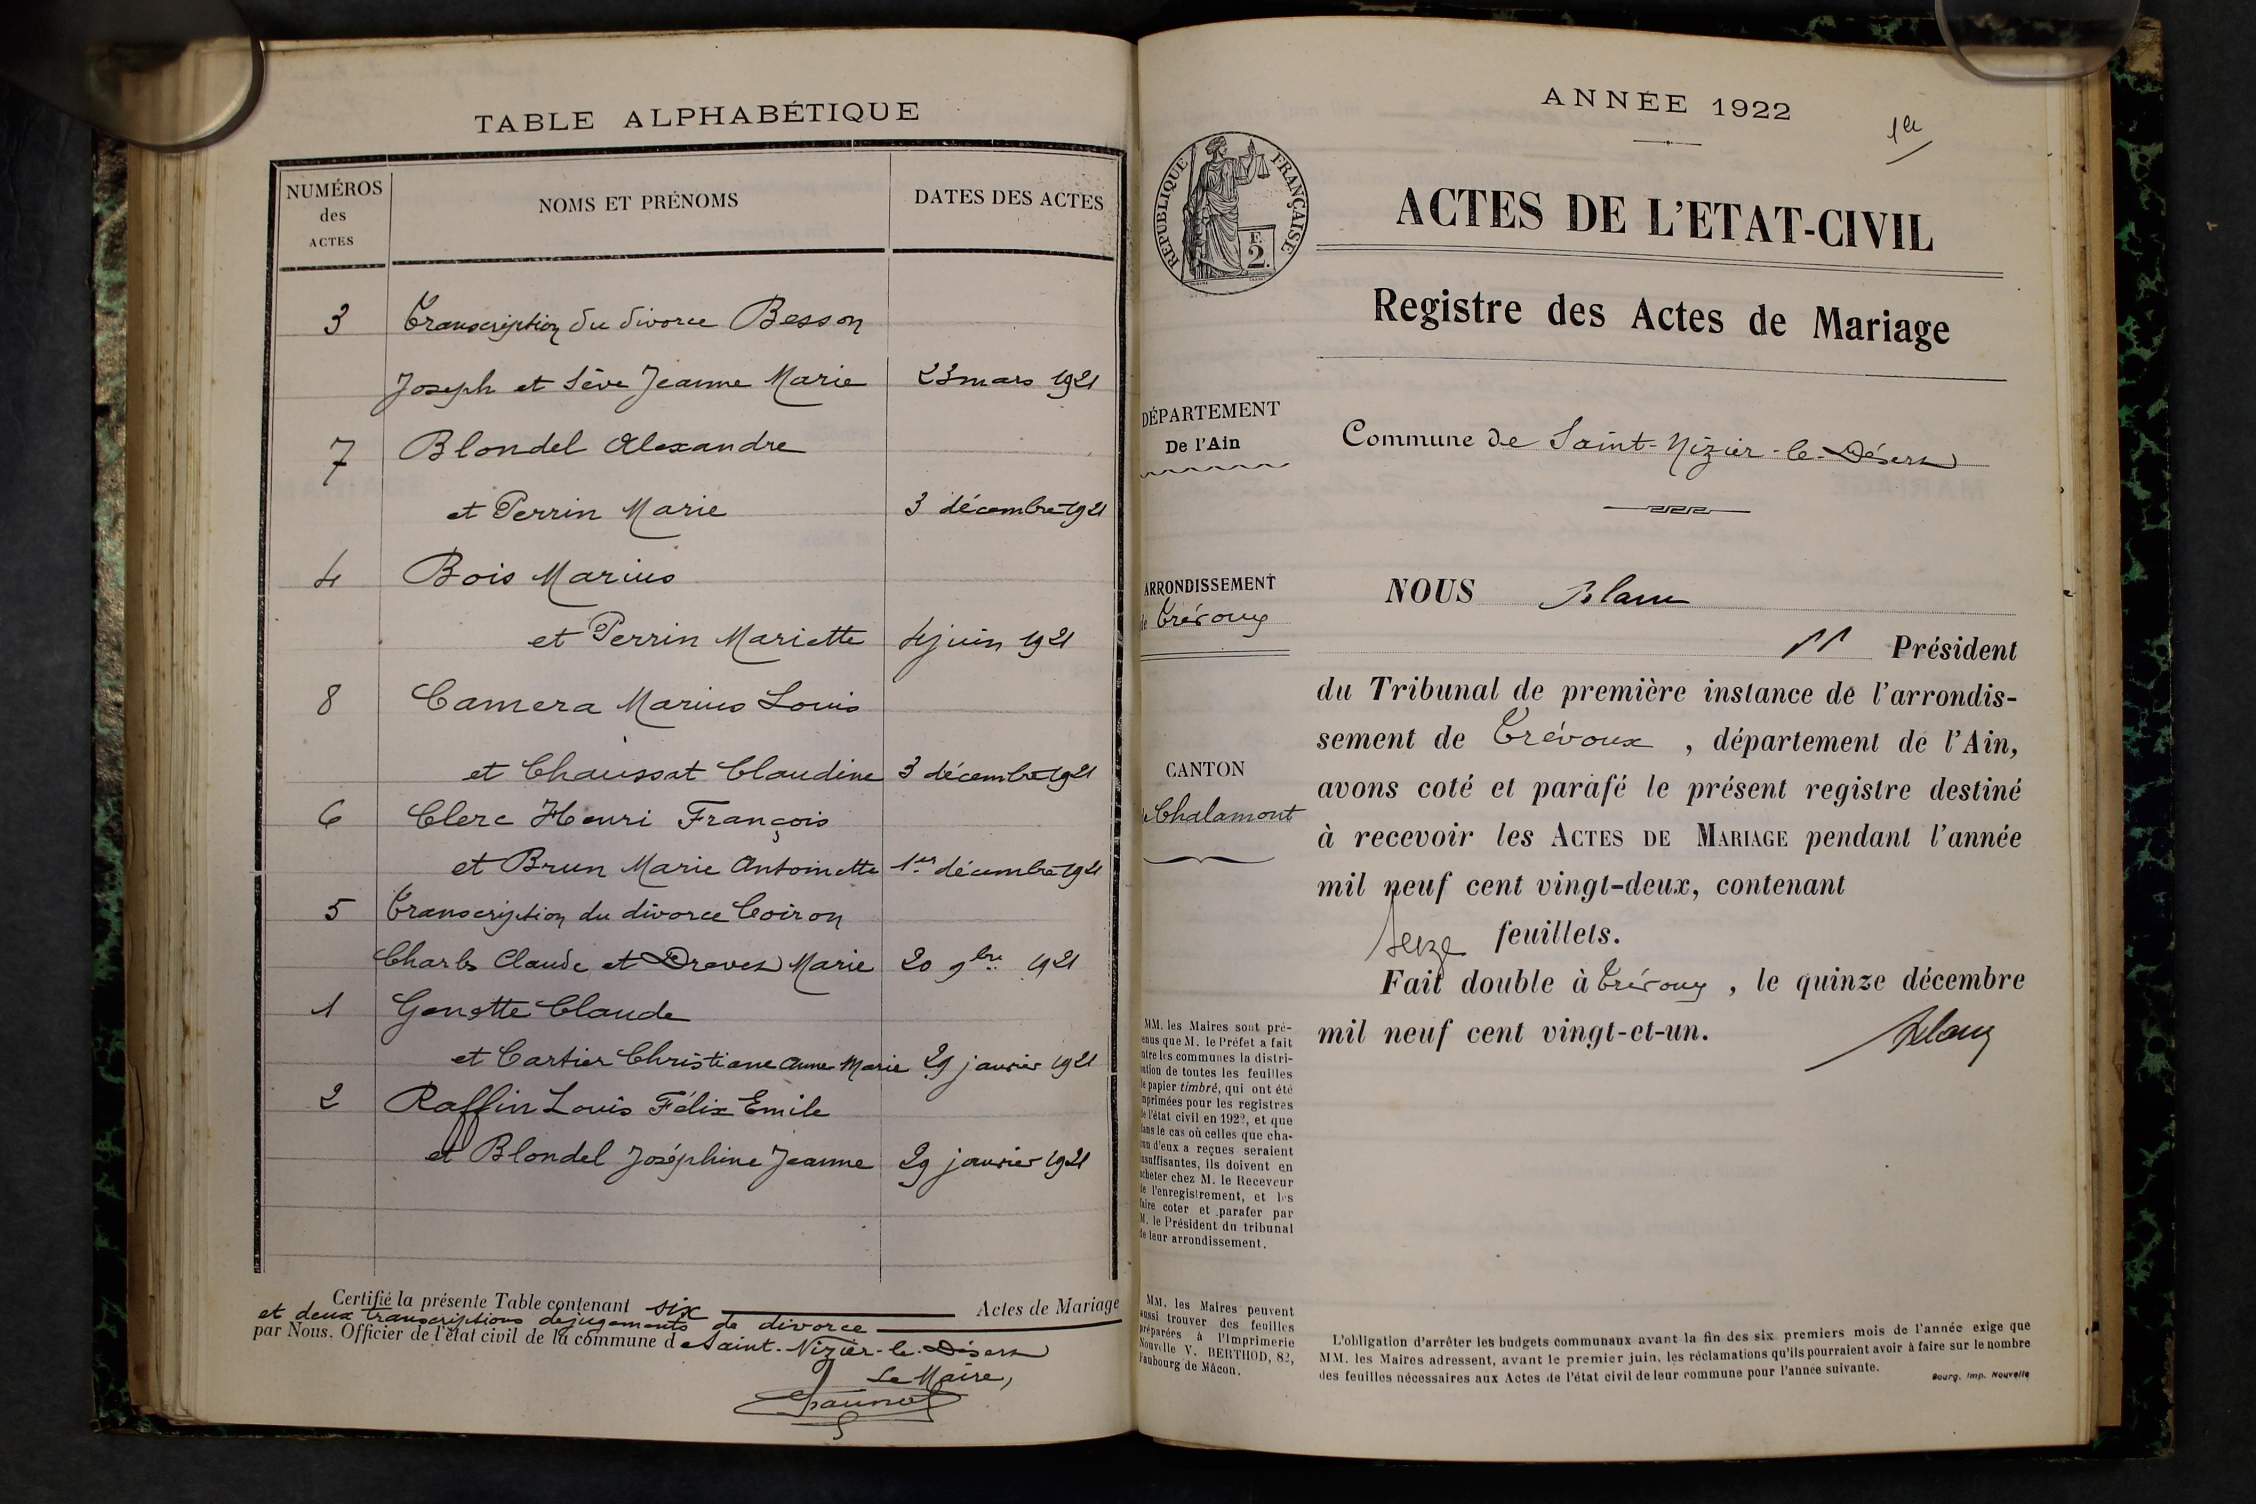 TABLE ALPHABÉTIQUE
NUMÉROS des ACTES
NOMS ET PRÉNOMS
DATES DES ACTES
3 Transcription du divorce Besson
Joseph et Sève Jeanne Marie 23 mars 1921
7 Blondel Alexandre
et Perrin Marie 3 décembre 1921
4 Bois Marius
et Perrin Mariette 4 juin 1921
8 Camera Marius Louis
et Chaussat Claudine 3 décembre 1921
6 Clerc Henri François
et Brun Marie Antoinette 1er décembre 1921
5 Transcription du divorce Coiron
Charles Claude et Drevet Marie 20 9bre 1921
1 Genette Claude
et Cartier Christiane Anne Marie 29 janvier 1921
2 Raffin Louis Félix Emile
et Blondel Joséphine Jeanne 29 janvier 1921
Certifié la présente Table contenant six Actes de Mariage
et deux transcriptions de jugements de divorce
par Nous, Officier de l'état civil de la commune de Saint-Nizier-le-Désert
Le Maire,
ANNÉE 1922
1er
RÉPUBLIQUE FRANÇAISE
F.
2.
ACTES DE L'ETAT-CIVIL
Registre des Actes de Mariage
DÉPARTEMENT
De l'Ain
Commune de Saint-Nizier-le-Désert
ARRONDISSEMENT
de Trévoux
CANTON
de Chalamont
NOUS Blanc
Président
du Tribunal de première instance de l'arrondis-
sement de Trévoux, département de l'Ain,
avons coté et parafé le présent registre destiné
à recevoir les ACTES DE MARIAGE pendant l'année
mil neuf cent vingt-deux, contenant
seize feuillets.
Fait double à Trévoux, le quinze décembre
mil neuf cent vingt-et-un.
Blanc
MM. les Maires sont pré-
enus que M. le Préfet a fait
ntre les communes la distri-
ution de toutes les feuilles
le papier timbré, qui ont été
mprimées pour les registres
de l'état civil en 1922, et que
dans le cas où celles que cha-
un d'eux a reçues seraient
nsuffisantes, ils doivent en
acheter chez M. le Receveur
de l'enregistrement, et les
faire coter et parafer par
M. le Président du tribunal
de leur arrondissement.
MM. les Maires peuvent
aussi trouver des feuilles
préparées à l'Imprimerie
Nouvelle V. BERTHOD, 82,
Faubourg de Mâcon.
L'obligation d'arrêter les budgets communaux avant la fin des six premiers mois de l'année exige que
MM. les Maires adressent, avant le premier juin, les réclamations qu'ils pourraient avoir à faire sur le nombre
des feuilles nécessaires aux Actes de l'état civil de leur commune pour l'année suivante.
Bourg, Imp. Nouvelle